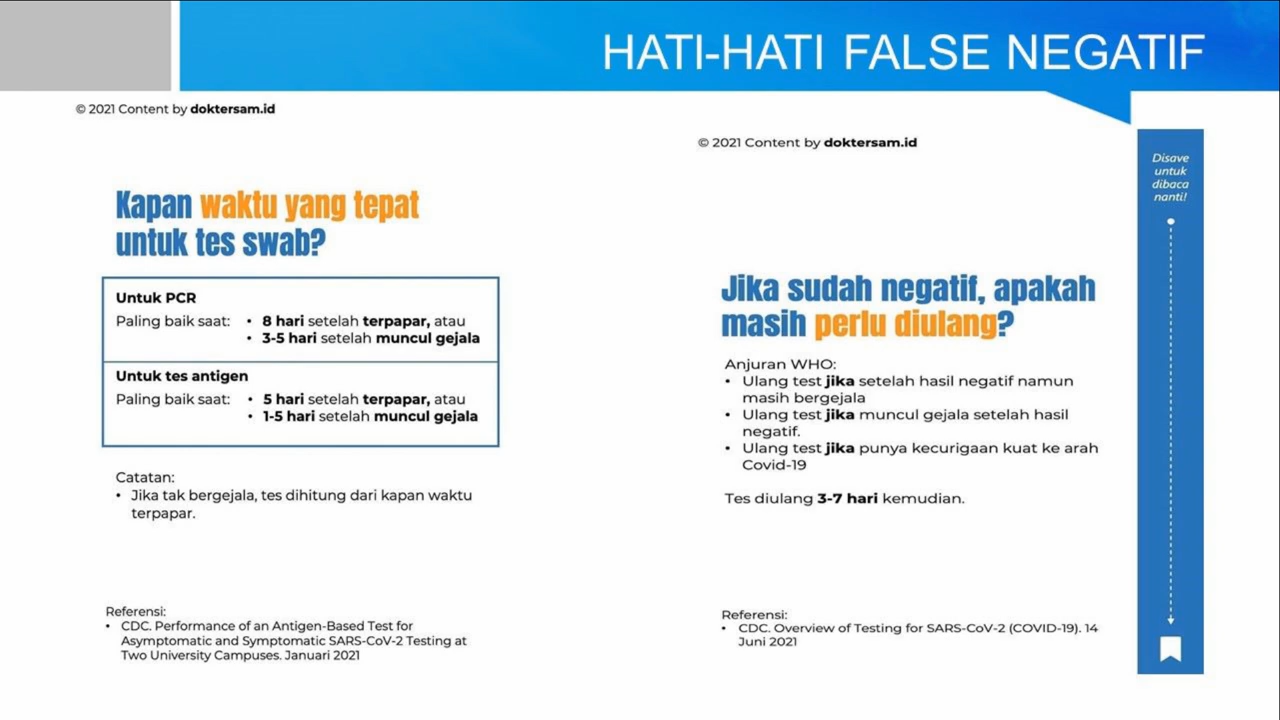 HATI-HATI FALSE NEGATIF
© 2021 Content by doktersam.id
Kapan waktu yang tepat
untuk tes swab?
Untuk PCR
Paling baik saat: • 8 hari setelah terpapar, atau
• 3-5 hari setelah muncul gejala
Untuk tes antigen
Paling baik saat: • 5 hari setelah terpapar, atau
• 1-5 hari setelah muncul gejala
Catatan:
• Jika tak bergejala, tes dihitung dari kapan waktu
terpapar.
Referensi:
• CDC. Performance of an Antigen-Based Test for
Asymptomatic and Symptomatic SARS-CoV-2 Testing at
Two University Campuses. Januari 2021
© 2021 Content by doktersam.id
Jika sudah negatif, apakah
masih perlu diulang?
Anjuran WHO:
• Ulang test jika setelah hasil negatif namun
masih bergejala
• Ulang test jika muncul gejala setelah hasil
negatif.
• Ulang test jika punya kecurigaan kuat ke arah
Covid-19
Tes diulang 3-7 hari kemudian.
Referensi:
• CDC. Overview of Testing for SARS-CoV-2 (COVID-19). 14
Juni 2021
Disave
untuk
dibaca
nanti!